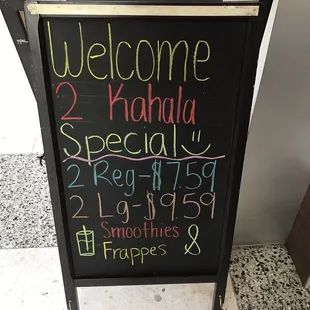 Welcome
2 Kahala
Special
2 Reg-$7.59
2 Lg-$9.59
Smoothies
Frappes